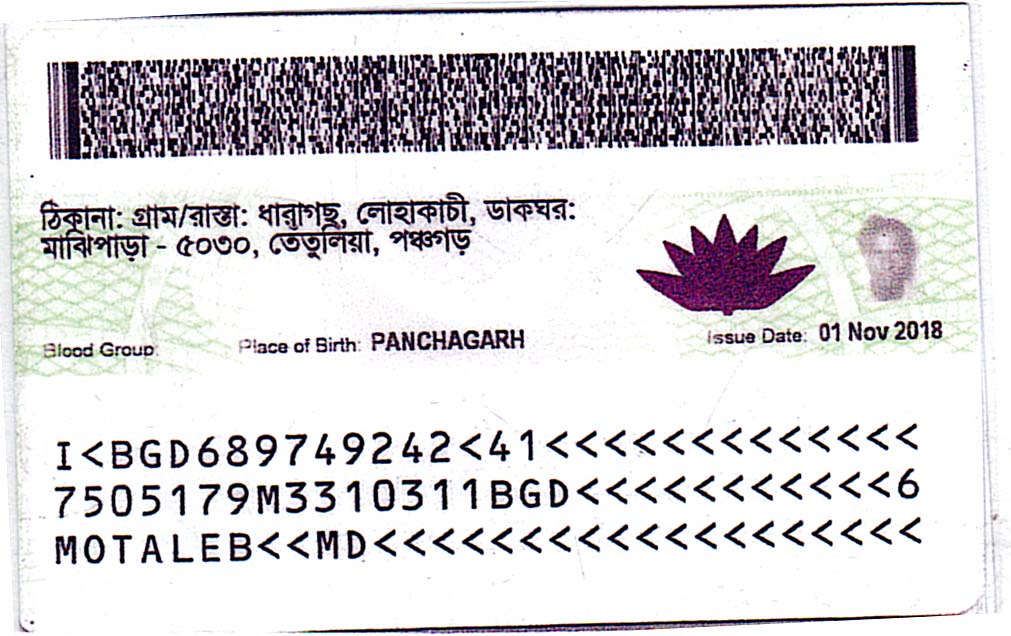 ঠিকানা: গ্রাম/রাস্তা: ধারাগছ, লোহাকাচী, ডাকঘর:
মাঝিপাড়া - ৫০৩০, তেতুলিয়া, পঞ্চগড়
Blood Group: Place of Birth: PANCHAGARH Issue Date: 01 Nov 2018
I<BGD689749242<41<<<<<<<<<<<<<
7505179M3310311BGD<<<<<<<<<<<6
MOTALEB<<MD<<<<<<<<<<<<<<<<<<<